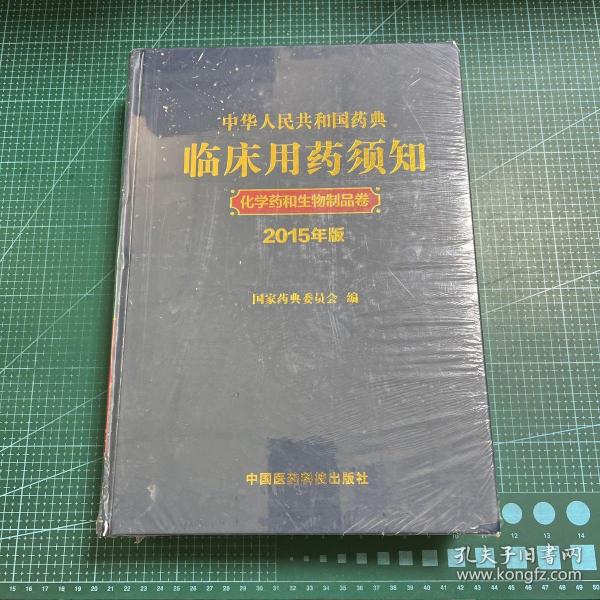 中华人民共和国药典
临床用药须知
化学药和生物制品卷
2015年版
国家药典委员会 编
中国医药科技出版社
孔夫子旧书网
www.kongfz.com